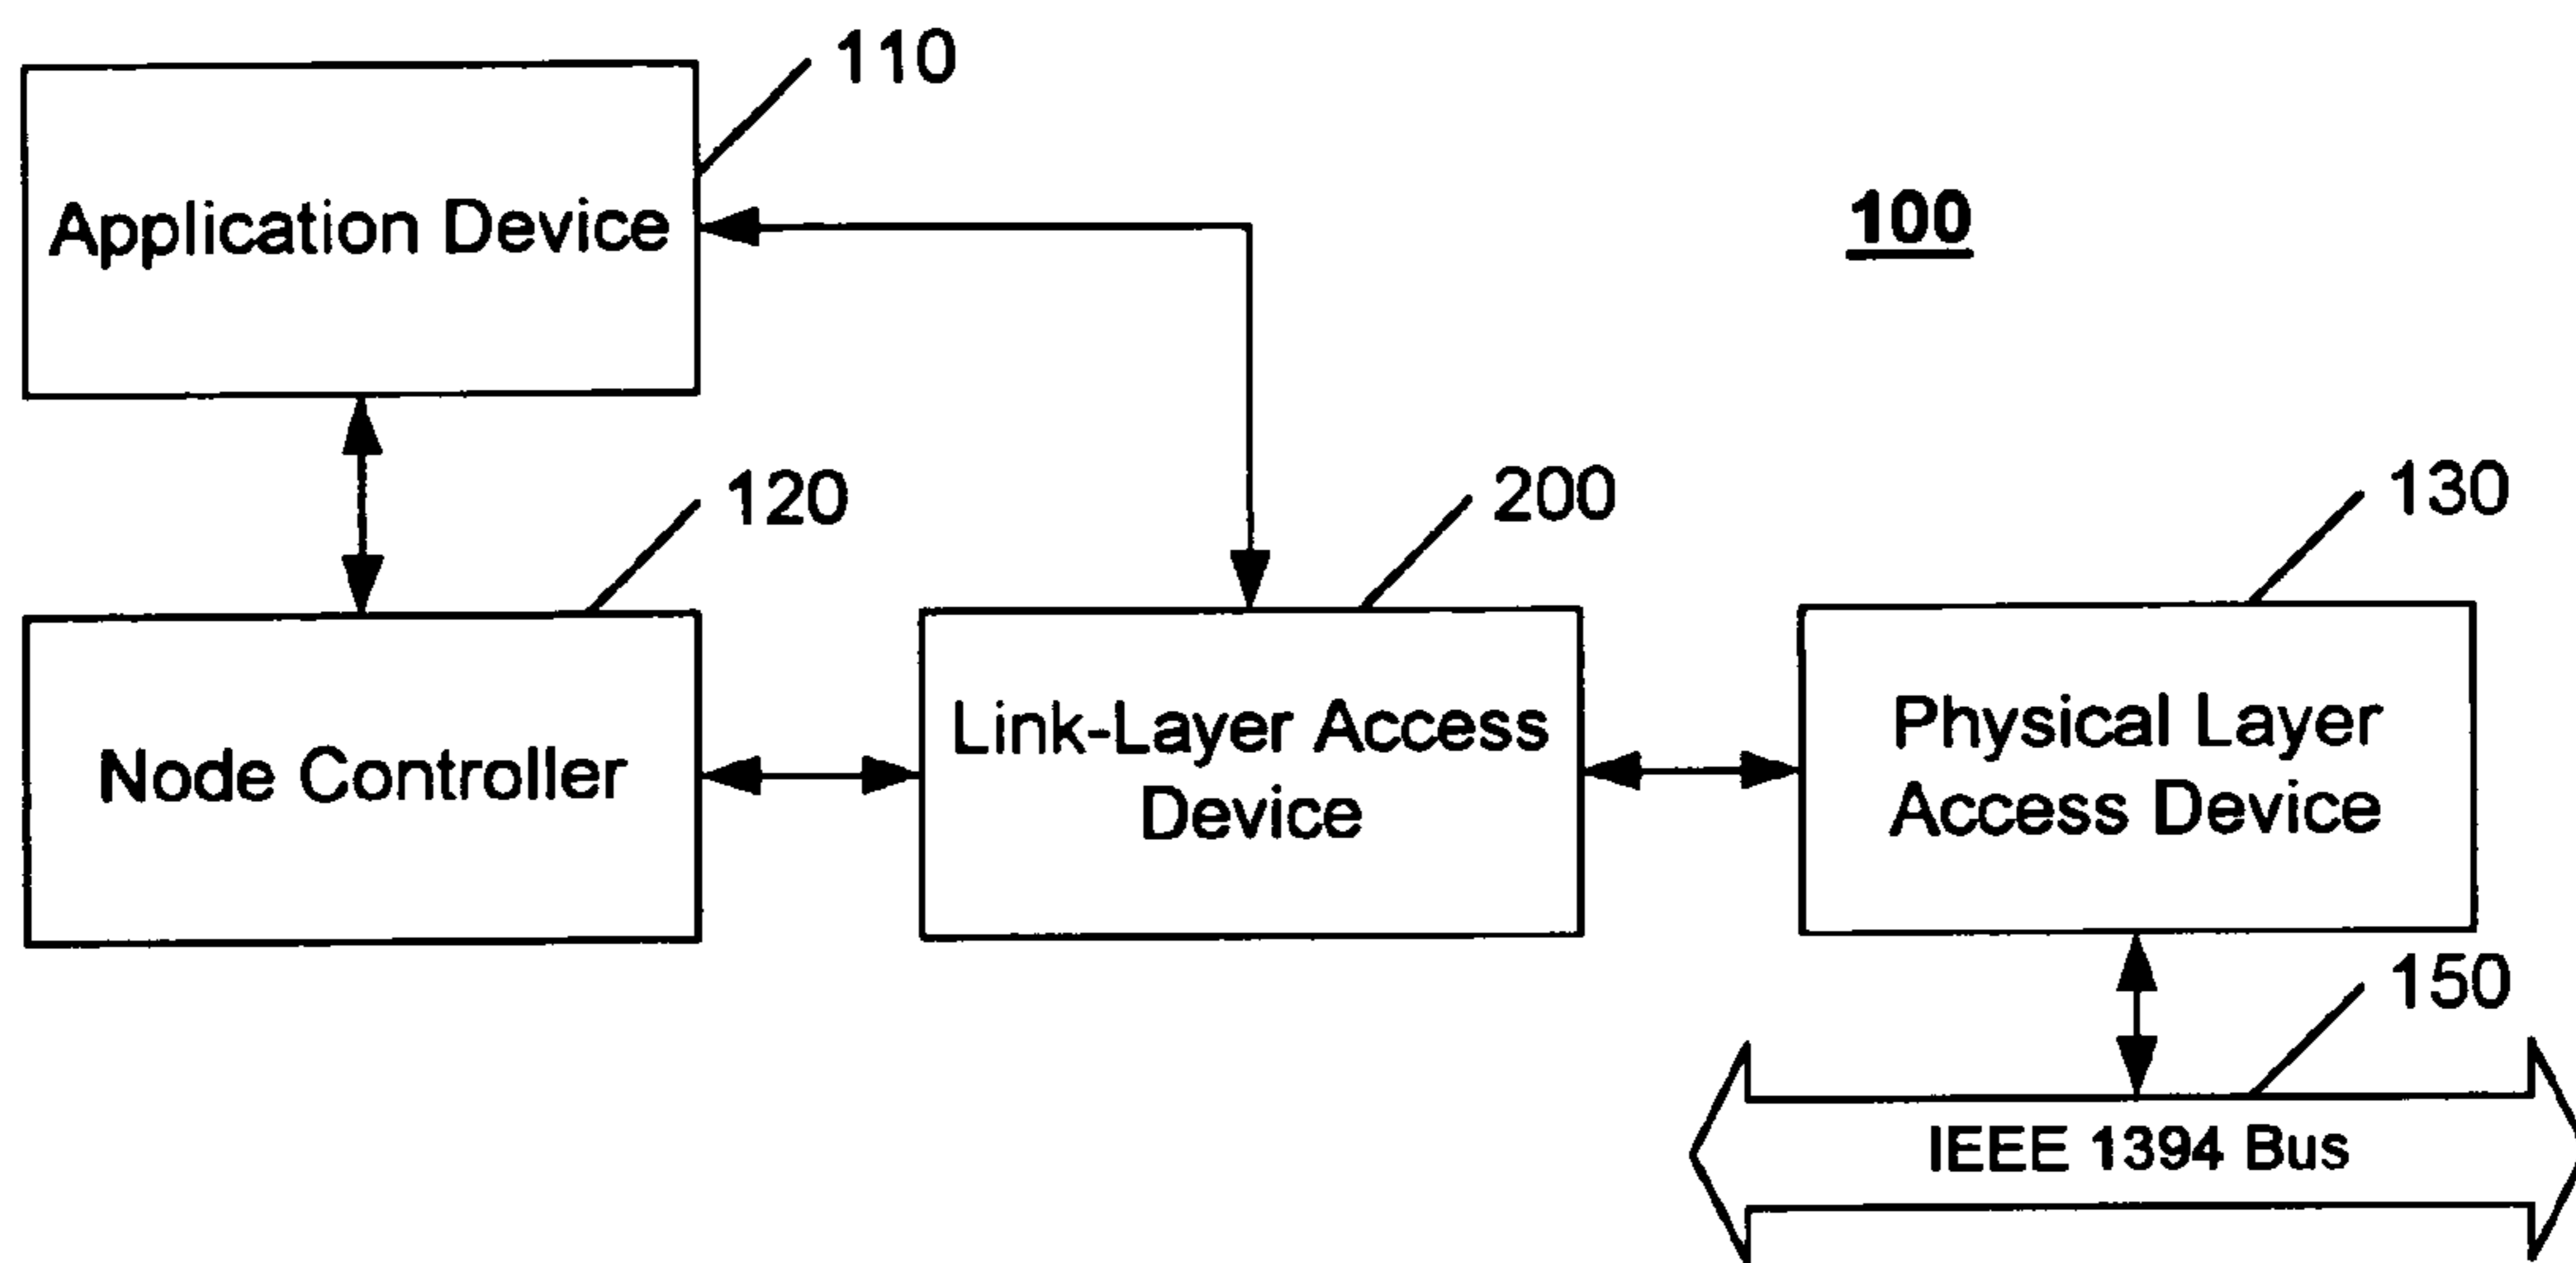 110
Application Device
100
120
200
130
Node Controller
Link-Layer Access
Device
Physical Layer
Access Device
150
IEEE 1394 Bus